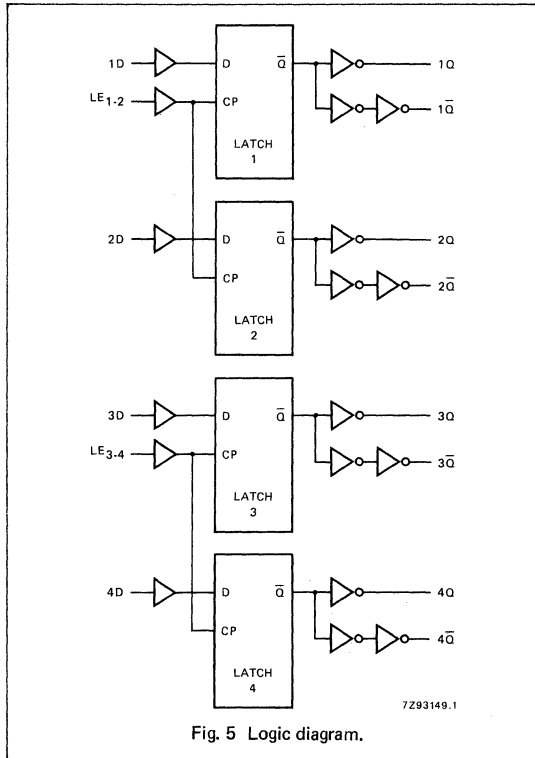 1D D Q̅ 1Q
LE1-2 CP 1Q̅
LATCH
1
2D D Q̅ 2Q
CP 2Q̅
LATCH
2
3D D Q̅ 3Q
LE3-4 CP 3Q̅
LATCH
3
4D D Q̅ 4Q
CP 4Q̅
LATCH
4
7Z93149.1
Fig. 5 Logic diagram.